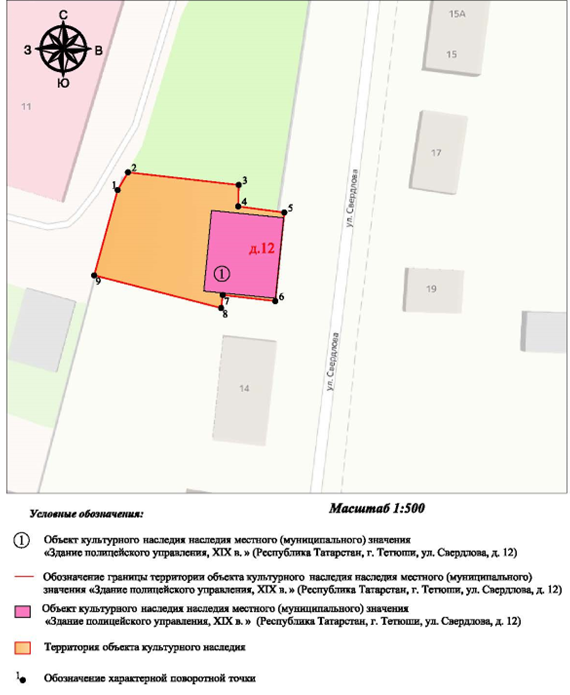 С
З
В
Ю
11
15А
15
17
ул. Свердлова
19
ул. Свердлова
14
1
2
3
4
5
6
7
8
9
д.12
1
Масштаб 1:500
Условные обозначения:
1 Объект культурного наследия наследия местного (муниципального) значения
«Здание полицейского управления, XIX в. » (Республика Татарстан, г. Тетюши, ул. Свердлова, д. 12)
Обозначение границы территории объекта культурного наследия наследия местного (муниципального)
значения «Здание полицейского управления, XIX в. » (Республика Татарстан, г. Тетюши, ул. Свердлова, д. 12)
Объект культурного наследия наследия местного (муниципального) значения
«Здание полицейского управления, XIX в. » (Республика Татарстан, г. Тетюши, ул. Свердлова, д. 12)
Территория объекта культурного наследия
1 Обозначение характерной поворотной точки